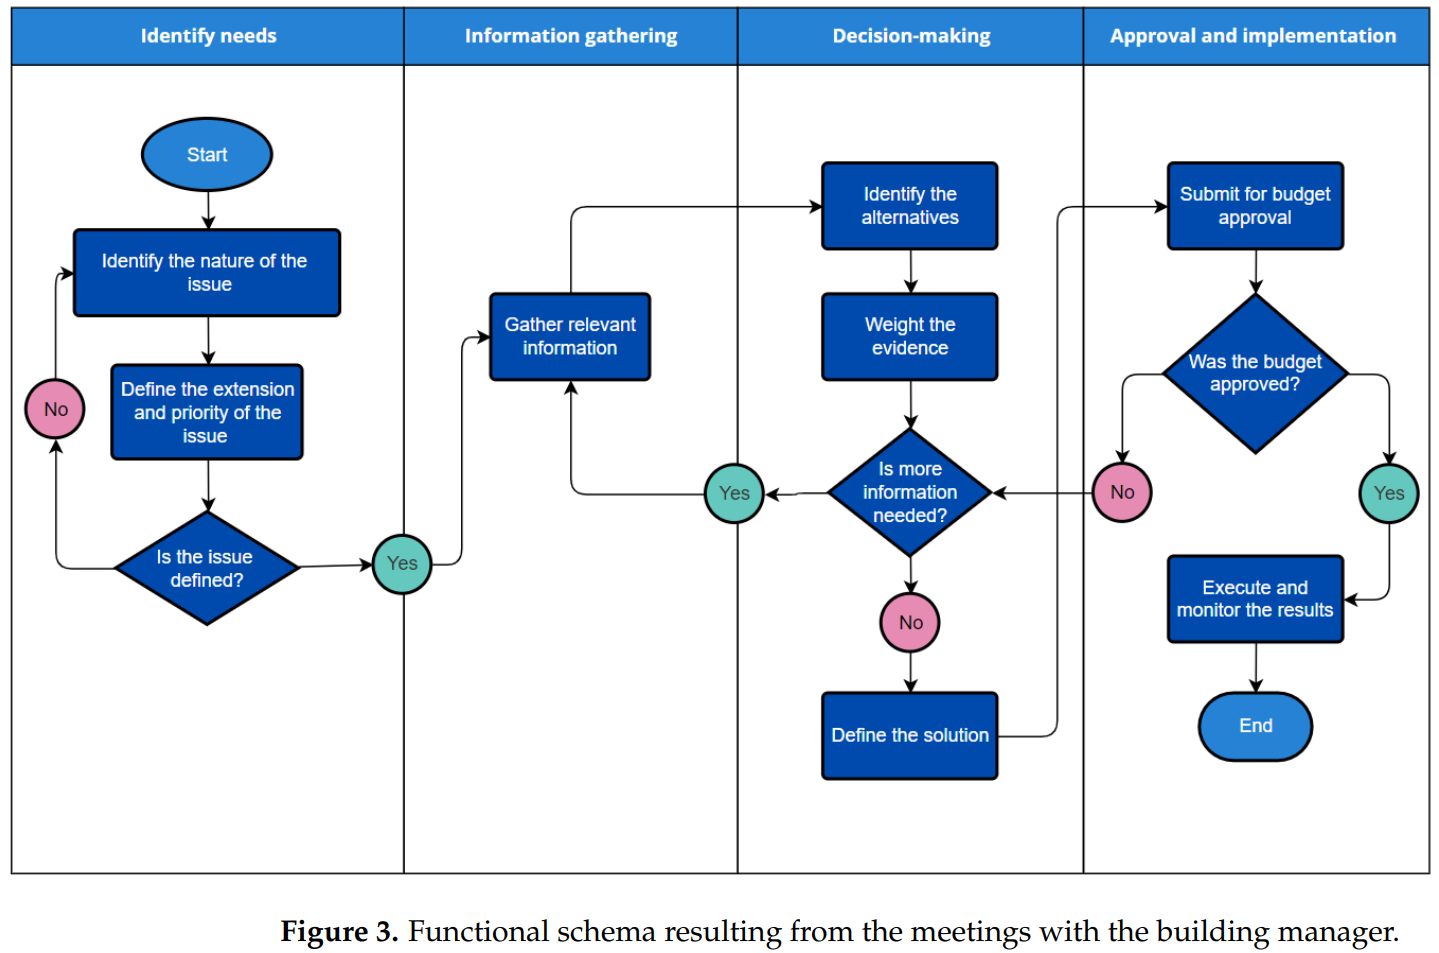 Identify needs
Information gathering
Decision-making
Approval and implementation
Start
Identify the nature of the
issue
No
Define the extension
and priority of the
issue
Is the issue
defined?
Yes
Gather relevant
information
Yes
Identify the
alternatives
Weight the
evidence
Is more
information
needed?
No
Define the solution
Submit for budget
approval
Was the budget
approved?
No
Yes
Execute and
monitor the results
End
Figure 3. Functional schema resulting from the meetings with the building manager.